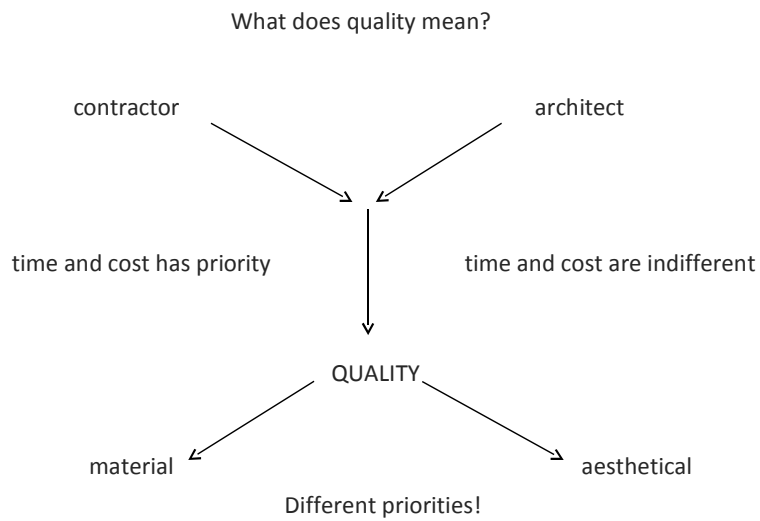 What does quality mean?
contractor
architect
time and cost has priority
time and cost are indifferent
QUALITY
material
aesthetical
Different priorities!